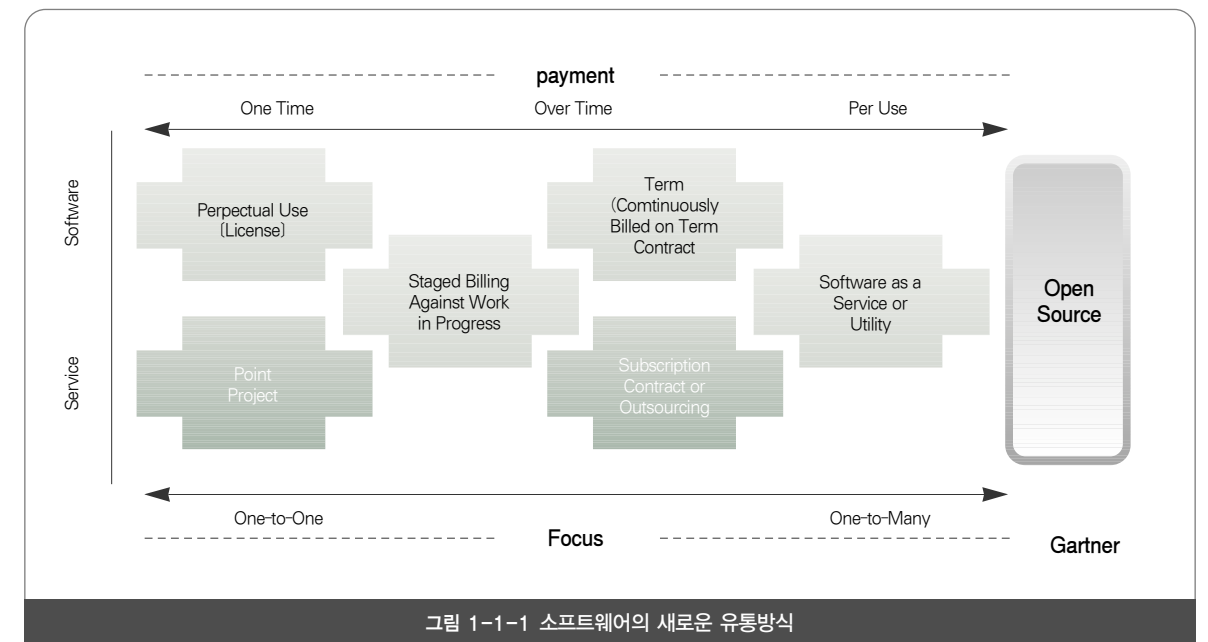 payment
One Time
Over Time
Per Use
Software
Perpectual Use
(License)
Term
(Comtinuously
Billed on Term
Contract
Staged Billing
Against Work
in Progress
Software as a
Service or
Utility
Open
Source
Service
Point
Project
Subscription
Contract or
Outsourcing
One-to-One
One-to-Many
Focus
Gartner
그림 1-1-1 소프트웨어의 새로운 유통방식